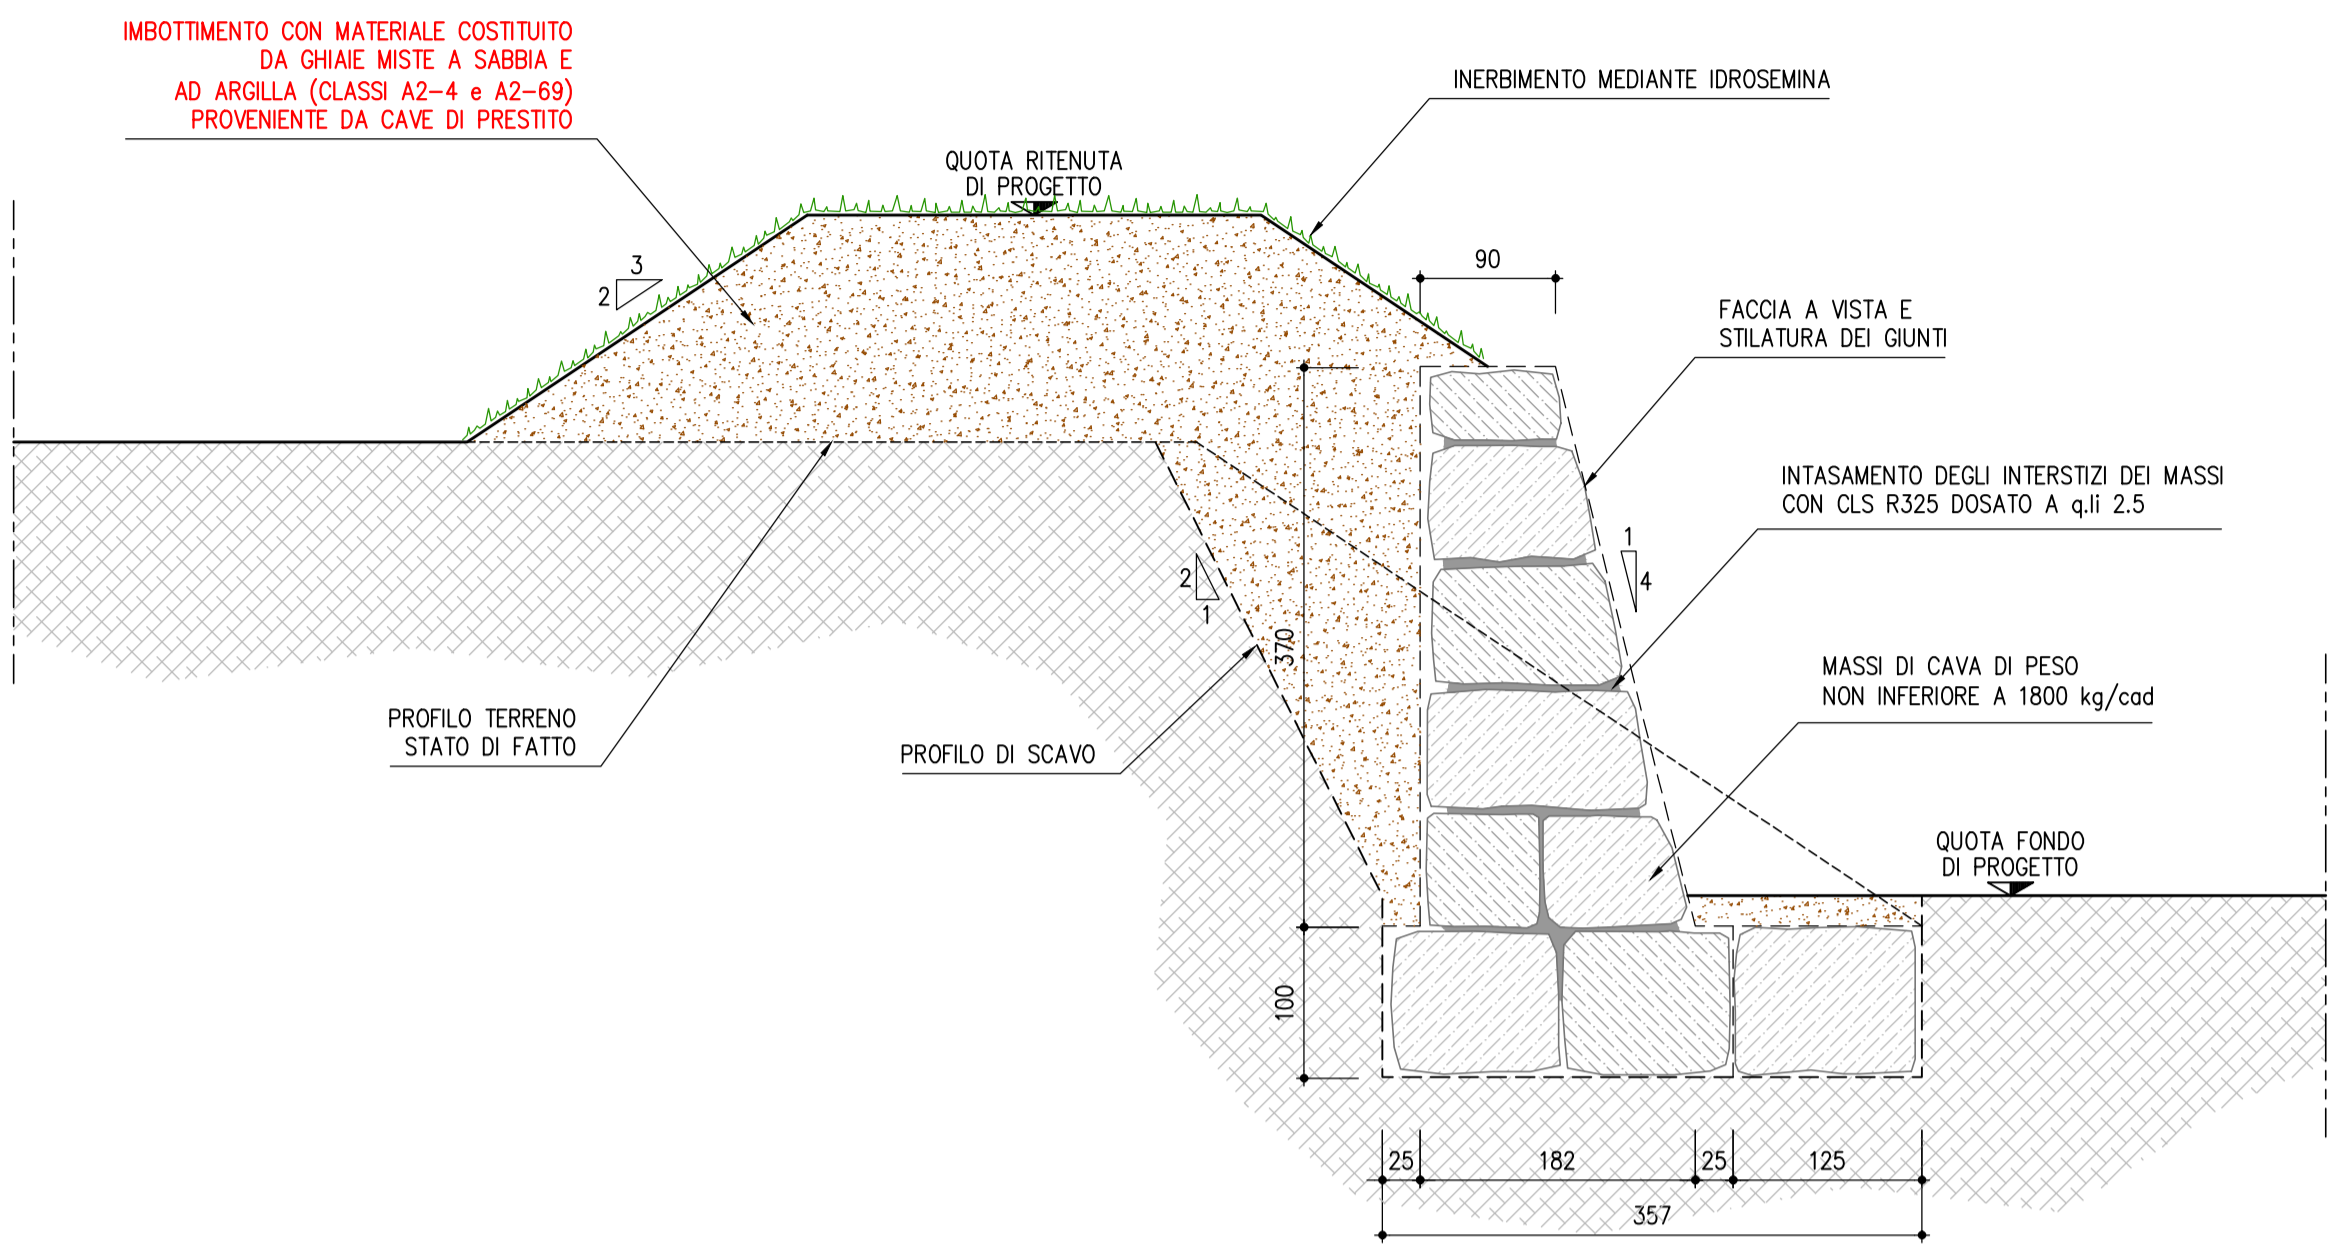 IMBOTTIMENTO CON MATERIALE COSTITUITO
DA GHIAIE MISTE A SABBIA E
AD ARGILLA (CLASSI A2-4 e A2-69)
PROVENIENTE DA CAVE DI PRESTITO
INERBIMENTO MEDIANTE IDROSEMINA
QUOTA RITENUTA
DI PROGETTO
3
2
90
FACCIA A VISTA E
STILATURA DEI GIUNTI
INTASAMENTO DEGLI INTERSTIZI DEI MASSI
CON CLS R325 DOSATO A q.li 2.5
1
4
2
1
370
MASSI DI CAVA DI PESO
NON INFERIORE A 1800 kg/cad
PROFILO TERRENO
STATO DI FATTO
PROFILO DI SCAVO
QUOTA FONDO
DI PROGETTO
100
25
182
25
125
357